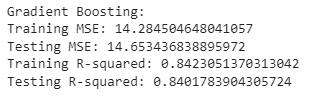 Gradient Boosting:
Training MSE: 14.284504648041057
Testing MSE: 14.653436838895972
Training R-squared: 0.8423051370313042
Testing R-squared: 0.8401783904305724